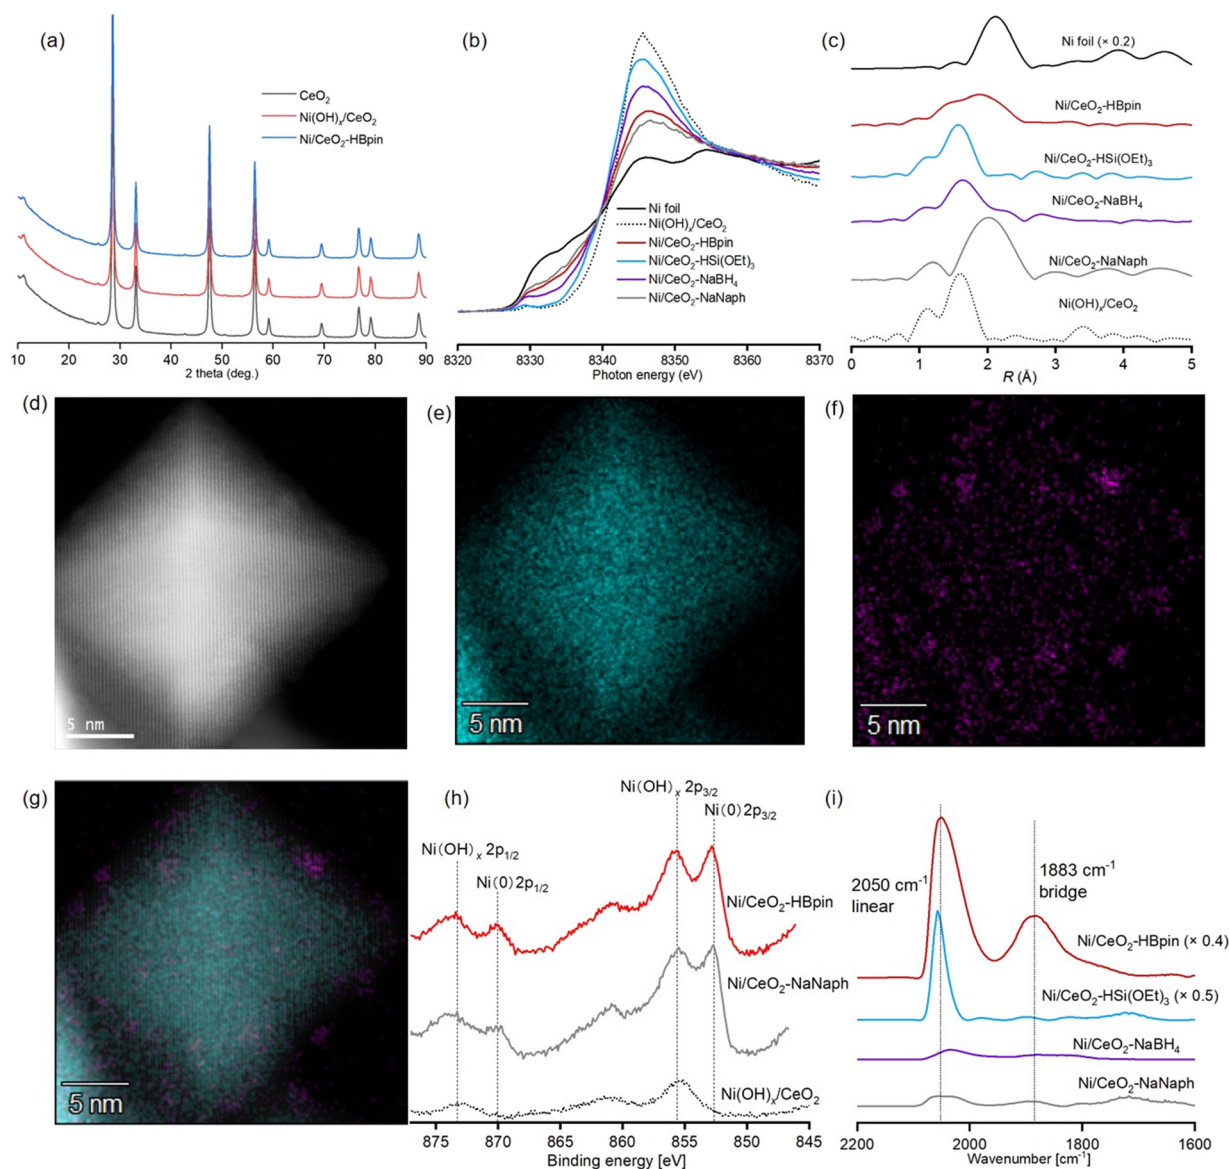 (a)
CeO₂
Ni(OH)ₓ/CeO₂
Ni/CeO₂-HBpin
10 20 30 40 50 60 70 80 90
2 theta (deg.)
(b)
Ni foil
Ni(OH)ₓ/CeO₂
Ni/CeO₂-HBpin
Ni/CeO₂-HSi(OEt)₃
Ni/CeO₂-NaBH₄
Ni/CeO₂-NaNaph
8320 8330 8340 8350 8360 8370
Photon energy (eV)
(c)
Ni foil (× 0.2)
Ni/CeO₂-HBpin
Ni/CeO₂-HSi(OEt)₃
Ni/CeO₂-NaBH₄
Ni/CeO₂-NaNaph
Ni(OH)ₓ/CeO₂
0 1 2 3 4 5
R (Å)
(d)
5 nm
(e)
5 nm
(f)
5 nm
(g)
5 nm
(h)
Ni(OH)ₓ 2p₃/₂
Ni(0) 2p₃/₂
Ni(OH)ₓ 2p₁/₂
Ni(0) 2p₁/₂
Ni/CeO₂-HBpin
Ni/CeO₂-NaNaph
Ni(OH)ₓ/CeO₂
875 870 865 860 855 850 845
Binding energy [eV]
(i)
2050 cm⁻¹
linear
1883 cm⁻¹
bridge
Ni/CeO₂-HBpin (× 0.4)
Ni/CeO₂-HSi(OEt)₃ (× 0.5)
Ni/CeO₂-NaBH₄
Ni/CeO₂-NaNaph
2200 2000 1800 1600
Wavenumber [cm⁻¹]